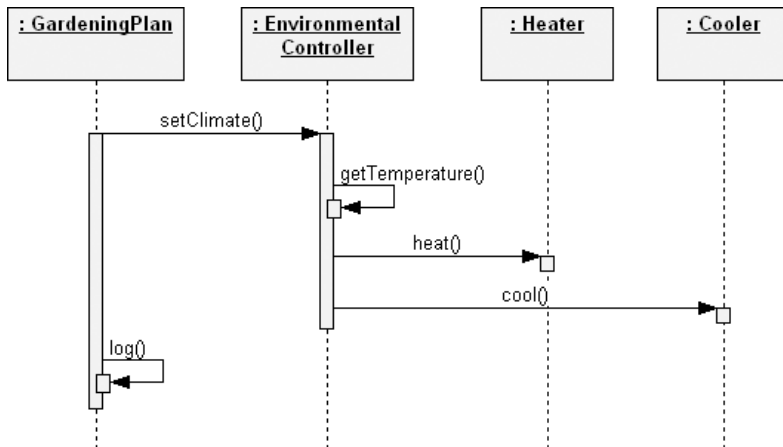 : GardeningPlan
: Environmental
Controller
: Heater
: Cooler
setClimate()
getTemperature()
heat()
cool()
log()